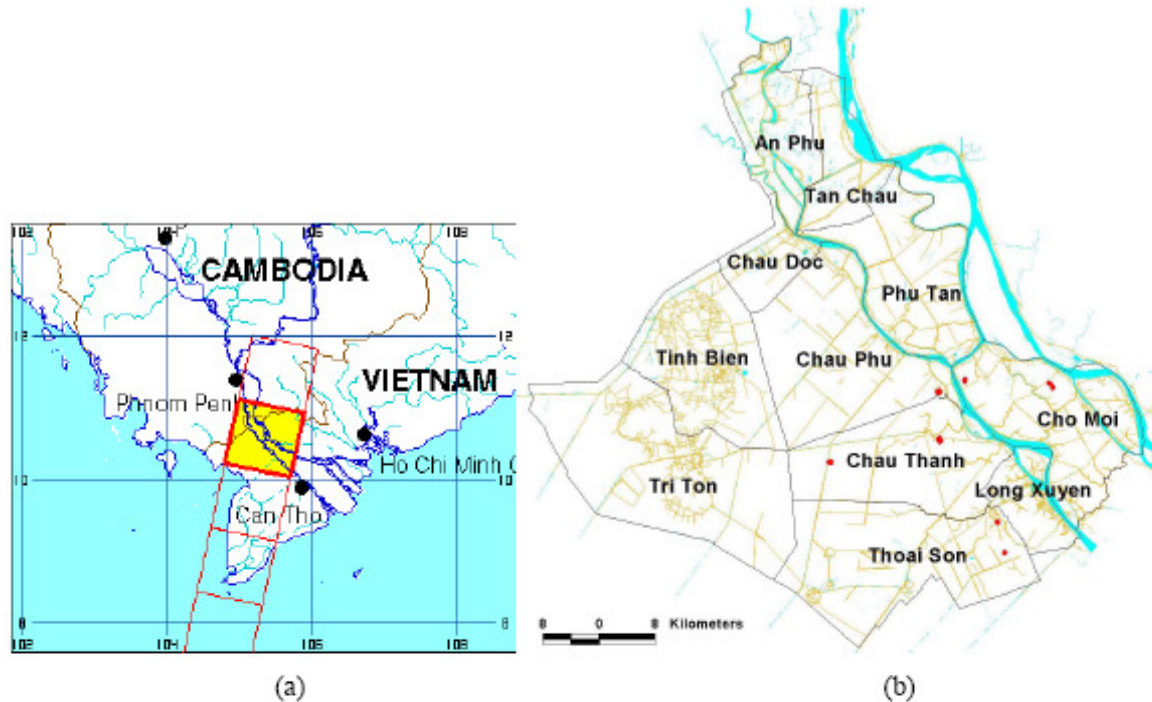 102
104
106
108
CAMBODIA
12
12
VIETNAM
Phnom Penh
Ho Chi Minh C
10
10
Can Tho
8
8
102
104
106
108
(a)
An Phu
Tan Chau
Chau Doc
Phu Tan
Tinh Bien
Chau Phu
Cho Moi
Chau Thanh
Tri Ton
Long Xuyen
Thoai Son
8 0 8 Kilometers
(b)